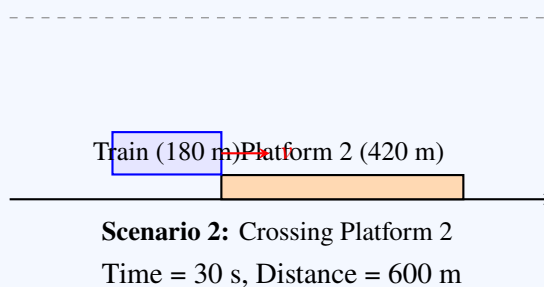 Train (180 m)
Platform 2 (420 m)
v
Scenario 2: Crossing Platform 2
Time = 30 s, Distance = 600 m